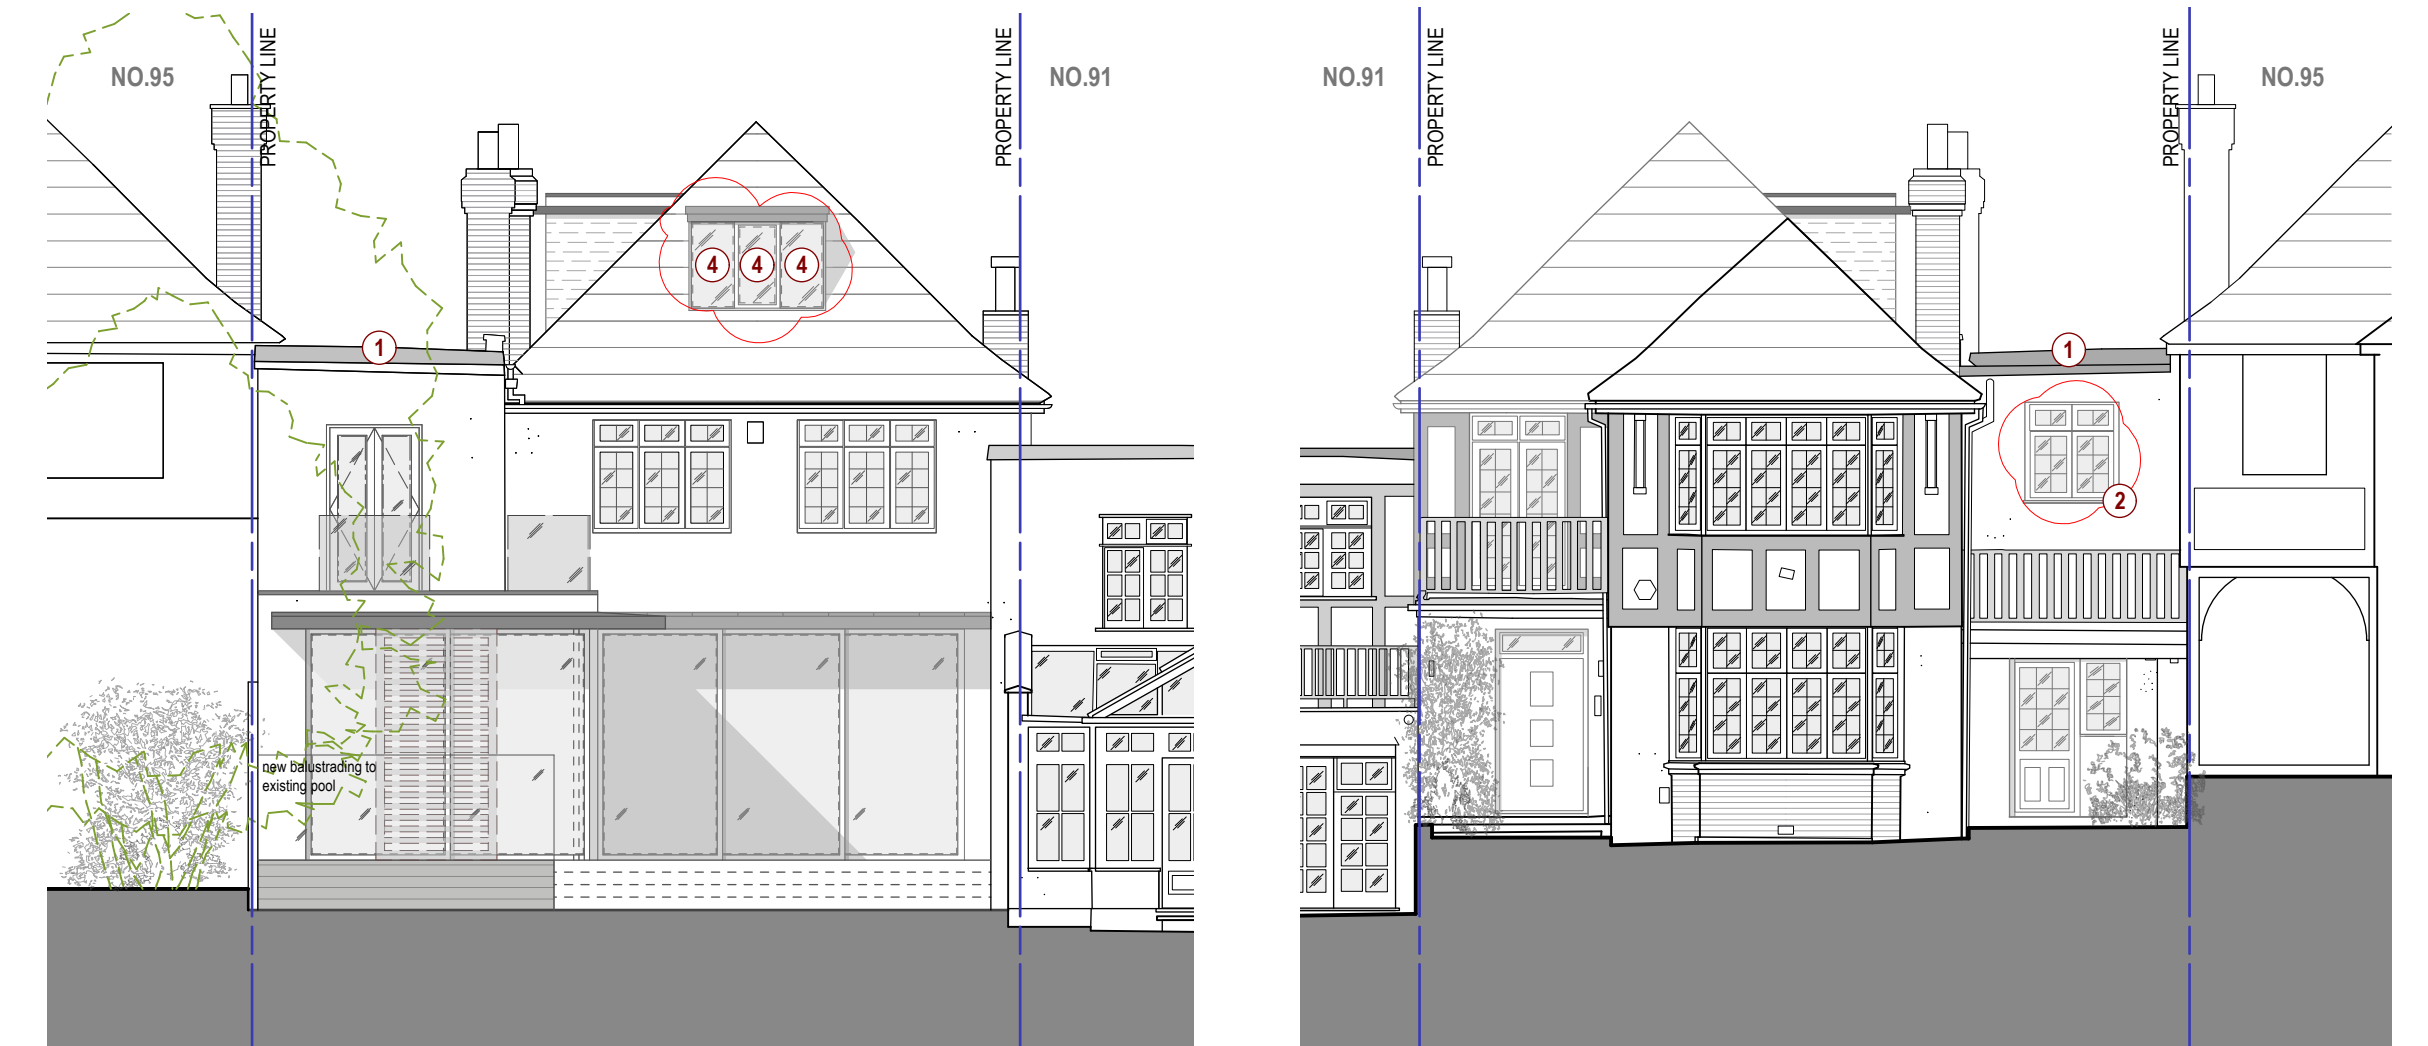 NO.95
PROPERTY LINE
PROPERTY LINE
NO.91
4 4 4
1
new balustrading to
existing pool
NO.91
PROPERTY LINE
PROPERTY LINE
NO.95
1
2